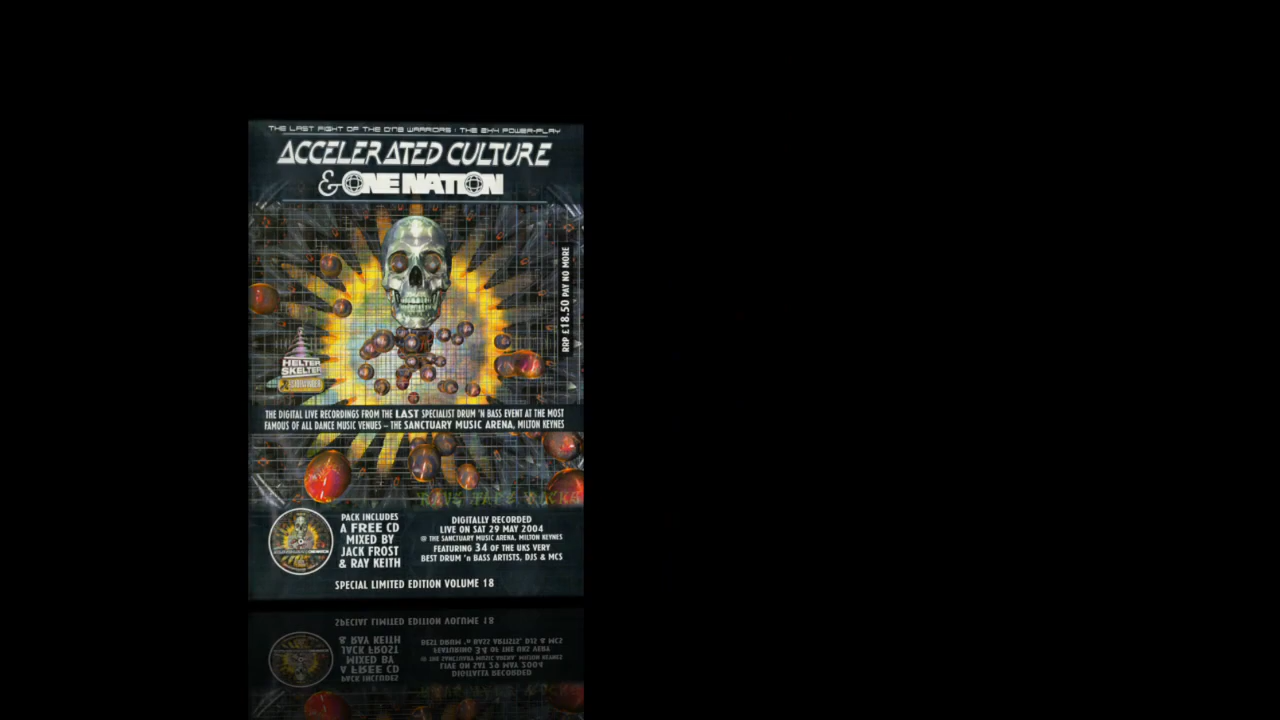 THE LAST FIGHT OF THE D'N'B WARRIORS : THE EX4 POWER-PLAY
ACCELERATED CULTURE
& ONE NATION
RRP £18.50 PAY NO MORE
HELTER
SKELTER
THE DIGITAL LIVE RECORDINGS FROM THE LAST SPECIALIST DRUM 'N BASS EVENT AT THE MOST
FAMOUS OF ALL DANCE MUSIC VENUES – THE SANCTUARY MUSIC ARENA, MILTON KEYNES
RAVE TAPE PACKS
PACK INCLUDES
A FREE CD
MIXED BY
JACK FROST
& RAY KEITH
DIGITALLY RECORDED
LIVE ON SAT 29 MAY 2004
@ THE SANCTUARY MUSIC ARENA, MILTON KEYNES
FEATURING 34 OF THE UKS VERY
BEST DRUM 'n BASS ARTISTS, DJS & MCS
SPECIAL LIMITED EDITION VOLUME 18